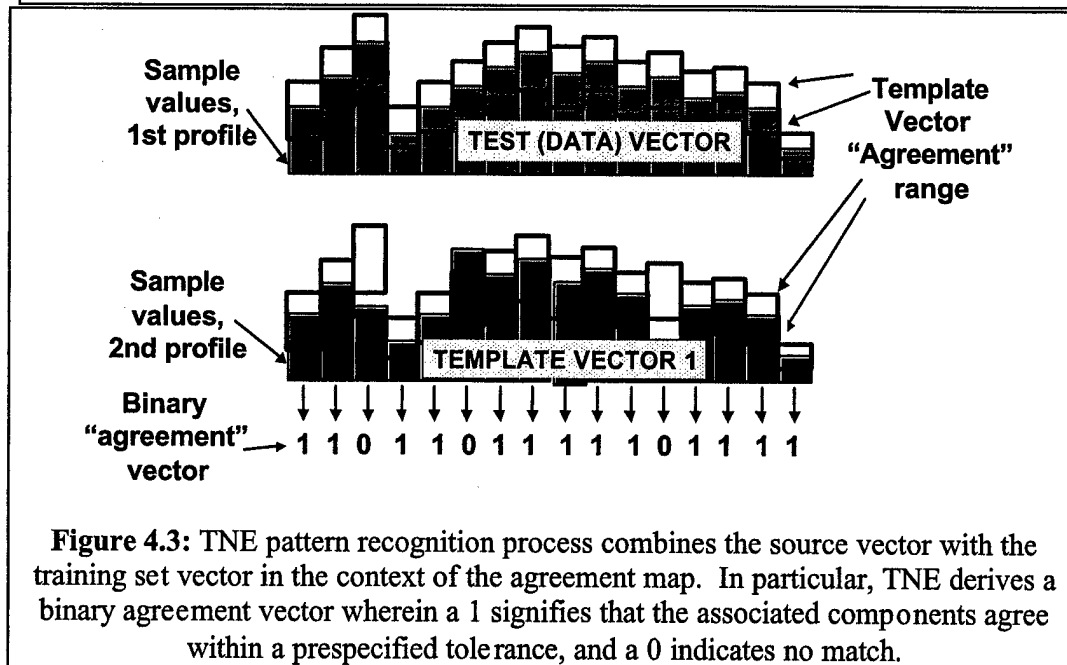 Sample
values,
1st profile
TEST (DATA) VECTOR
Template
Vector
“Agreement”
range
Sample
values,
2nd profile
TEMPLATE VECTOR 1
Binary
“agreement”
vector
1 1 0 1 1 0 1 1 1 1 1 0 1 1 1 1
Figure 4.3: TNE pattern recognition process combines the source vector with the
training set vector in the context of the agreement map. In particular, TNE derives a
binary agreement vector wherein a 1 signifies that the associated components agree
within a prespecified tolerance, and a 0 indicates no match.